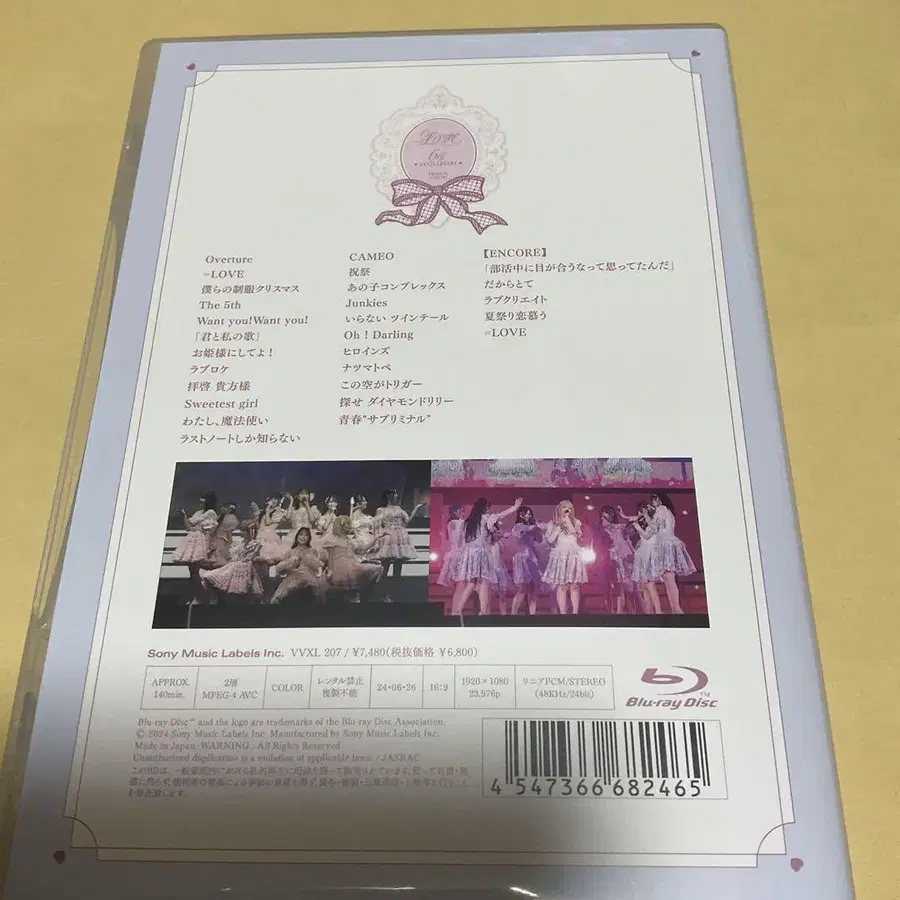 6th
ANNIVERSARY
Overture
=LOVE
僕らの制服クリスマス
The 5th
Want you!Want you!
「君と私の歌」
お姫様にしてよ！
ラブロケ
拝啓 貴方様
Sweetest girl
わたし、魔法使い
ラストノートしか知らない
CAMEO
祝祭
あの子コンプレックス
Junkies
いらない ツインテール
Oh！Darling
ヒロインズ
ナツマトペ
この空がトリガー
探せ ダイヤモンドリリー
青春"サブリミナル"
【ENCORE】
「部活中に目が合うなって思ってたんだ」
だからとて
ラブクリエイト
夏祭り恋慕う
=LOVE
Sony Music Labels Inc. VVXL 207 / ¥7,480(税抜価格 ¥6,800)
APPROX.
140min.
2層
MPEG-4 AVC
COLOR
レンタル禁止
複製不能
24・06・26
16:9
1920×1080
23.976p
リニアPCM/STEREO
(48KHz/24bit)
Blu-ray Disc™
Blu-ray Disc™ and the logo are trademarks of the Blu-ray Disc Association.
© 2024 Sony Music Labels Inc. Manufactured by Sony Music Labels Inc.
Made in Japan. WARNING : All Rights Reserved
Unauthorized duplication is a violation of applicable laws. / JASRAC
4 547366 682465